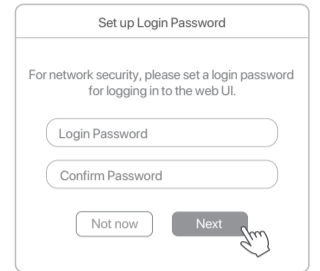 Set up Login Password
For network security, please set a login password
for logging in to the web UI.
Login Password
Confirm Password
Not now
Next